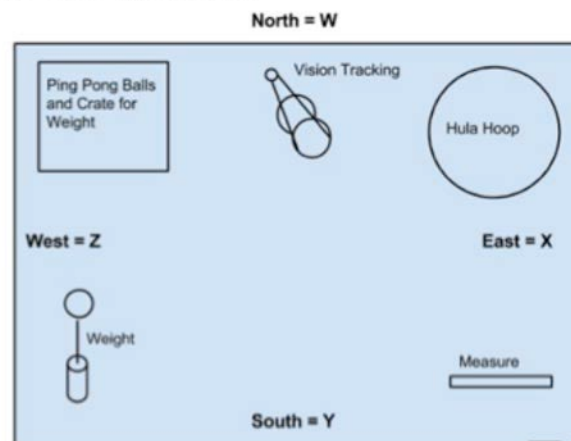 North = W
Ping Pong Balls
and Crate for
Weight
Vision Tracking
Hula Hoop
West = Z
East = X
Weight
Measure
South = Y